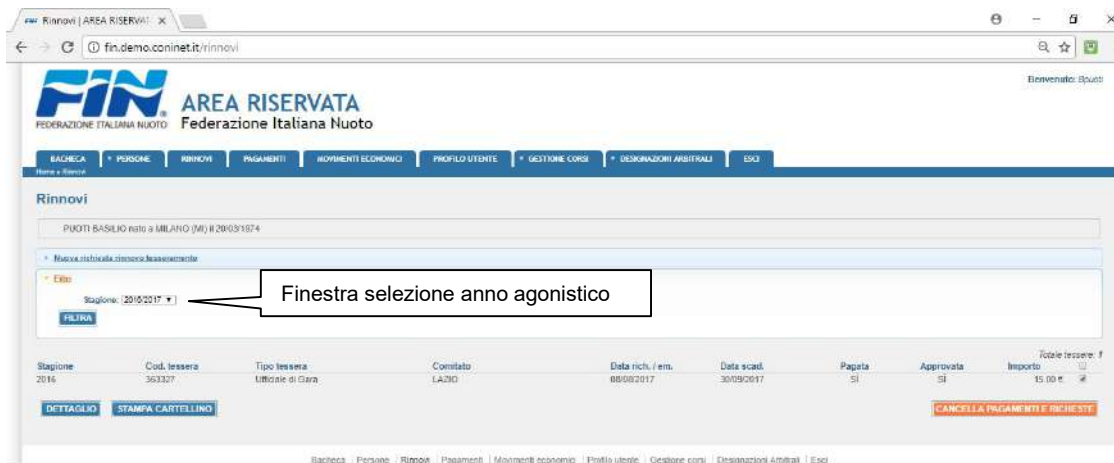 Rinnovi | AREA RISERVAT
fin.demo.coninet.it/rinnovi
Benvenuto: Bpuoti
FIN
FEDERAZIONE ITALIANA NUOTO
AREA RISERVATA
Federazione Italiana Nuoto
BACHECA PERSONE RINNOVI PAGAMENTI MOVIMENTI ECONOMICI PROFILO UTENTE GESTIONE CORSI DESIGNAZIONI ARBITRALI ESCI
Home » Rinnovi
Rinnovi
PUOTI BASILIO nato a MILANO (MI) il 20/03/1974
Nuova richiesta rinnovo tesseramento
Filtri
Stagione: 2016/2017
Finestra selezione anno agonistico
FILTRA
Totale tessere: 1
Stagione Cod. tessera Tipo tessera Comitato Data rich. / em. Data scad. Pagata Approvata Importo
2016 363327 Ufficiale di Gara LAZIO 08/08/2017 30/09/2017 SÌ SÌ 15.00 €
DETTAGLIO STAMPA CARTELLINO CANCELLA PAGAMENTI E RICHIESTE
Bacheca | Persone | Rinnovi | Pagamenti | Movimenti economici | Profilo utente | Gestione corsi | Designazioni Arbitrali | Esci